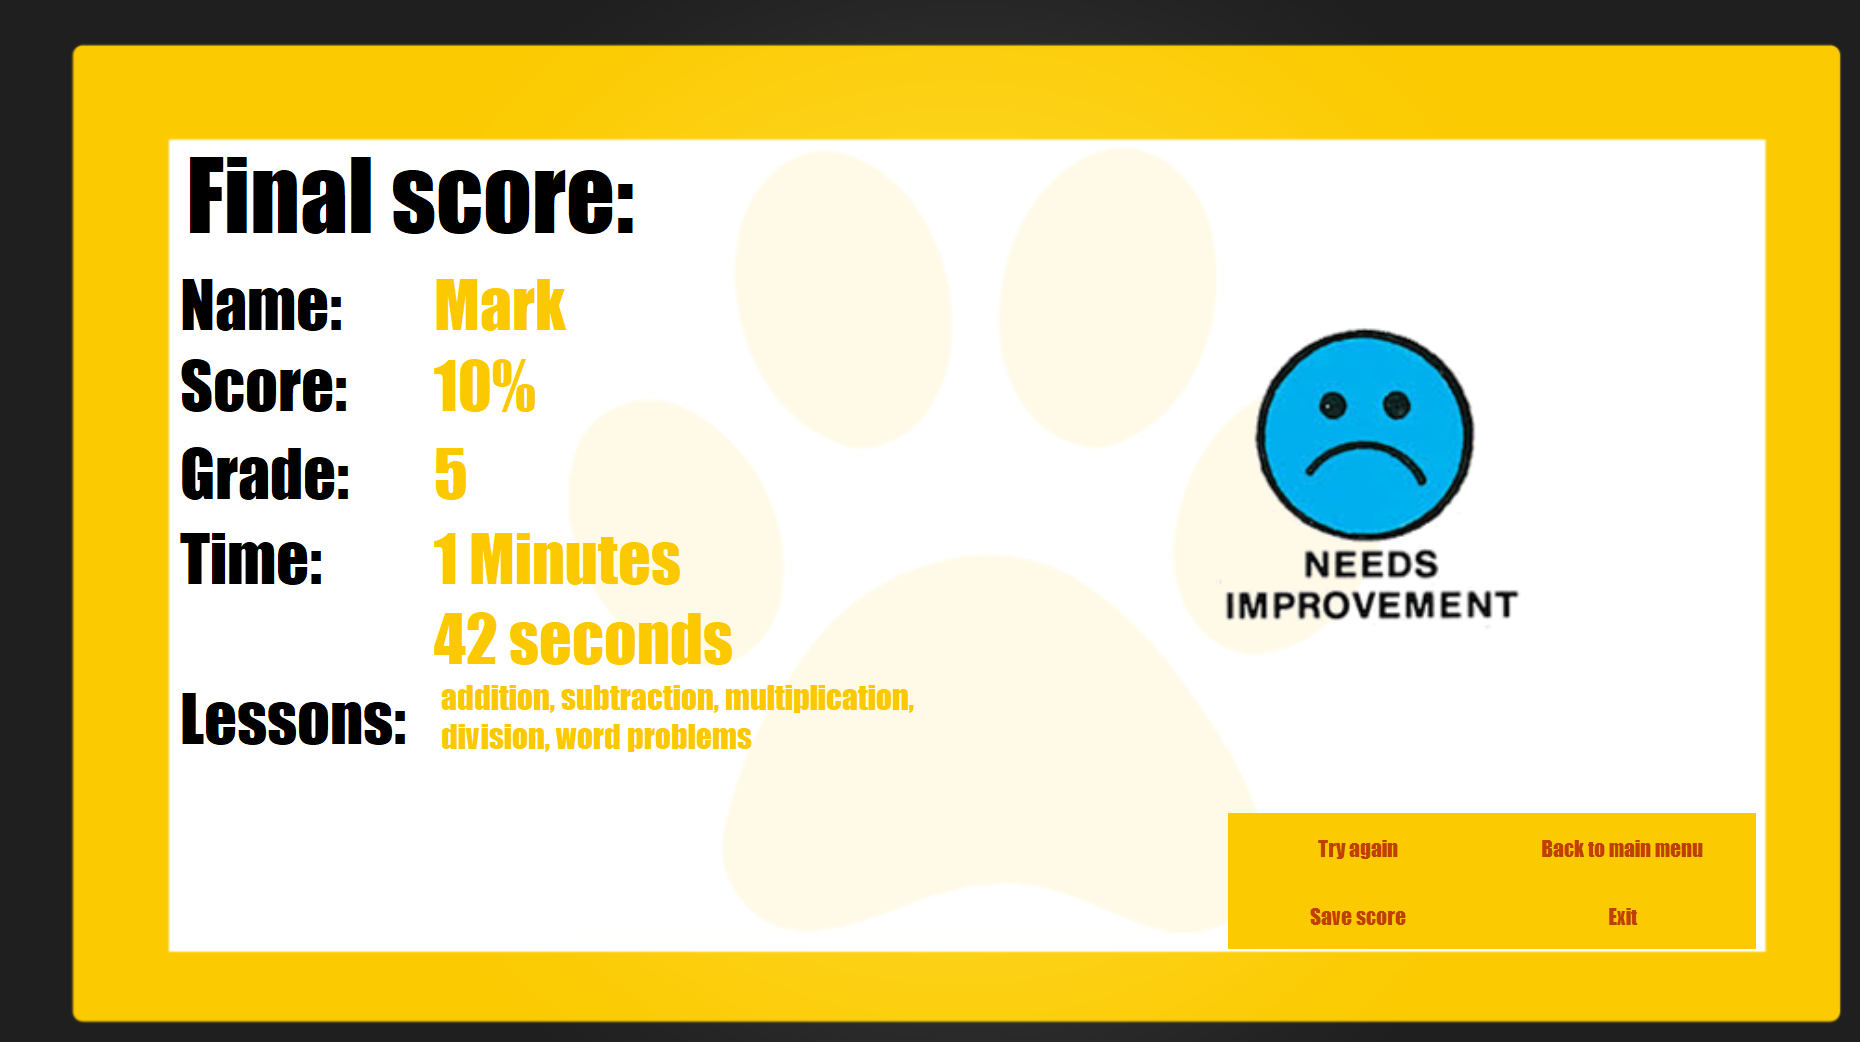 Final score:
Name: Mark
Score: 10%
Grade: 5
Time: 1 Minutes
42 seconds
Lessons: addition, subtraction, multiplication,
division, word problems
NEEDS
IMPROVEMENT
Try again Back to main menu
Save score Exit